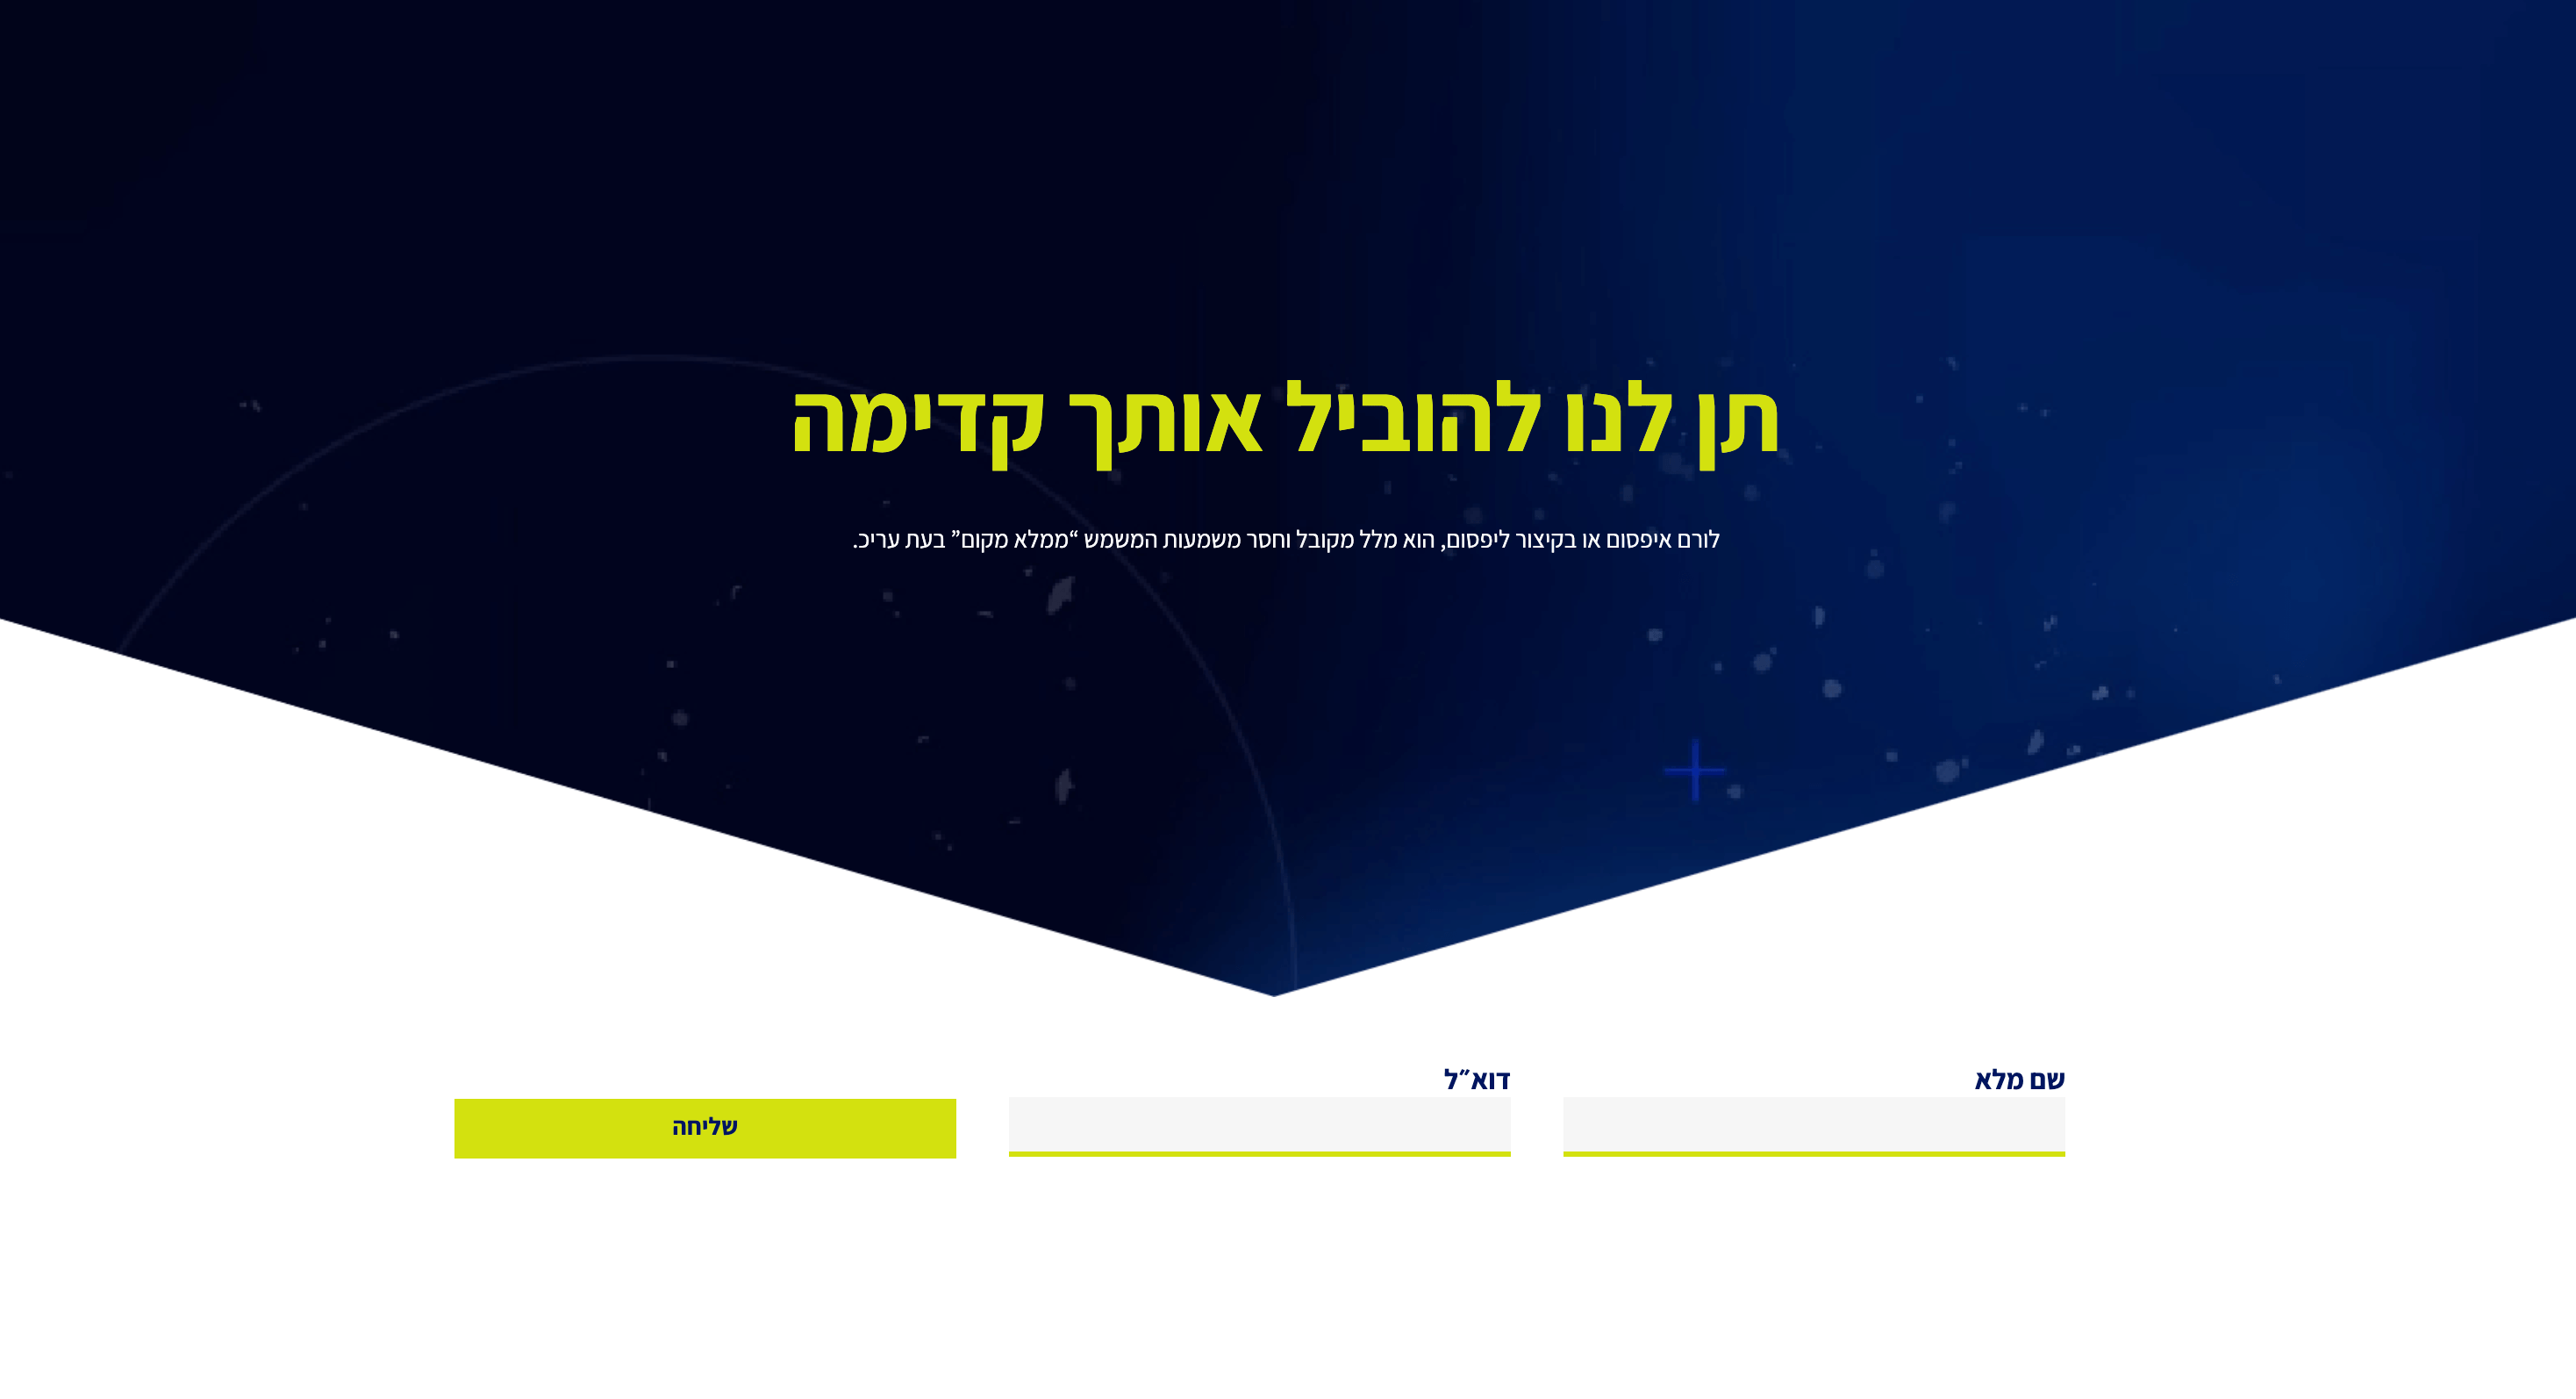 תן לנו להוביל אותך קדימה
לורם איפסום או בקיצור ליפסום, הוא מלל מקובל וחסר משמעות המשמש “ממלא מקום” בעת עריכ.
שם מלא
דוא״ל
שליחה